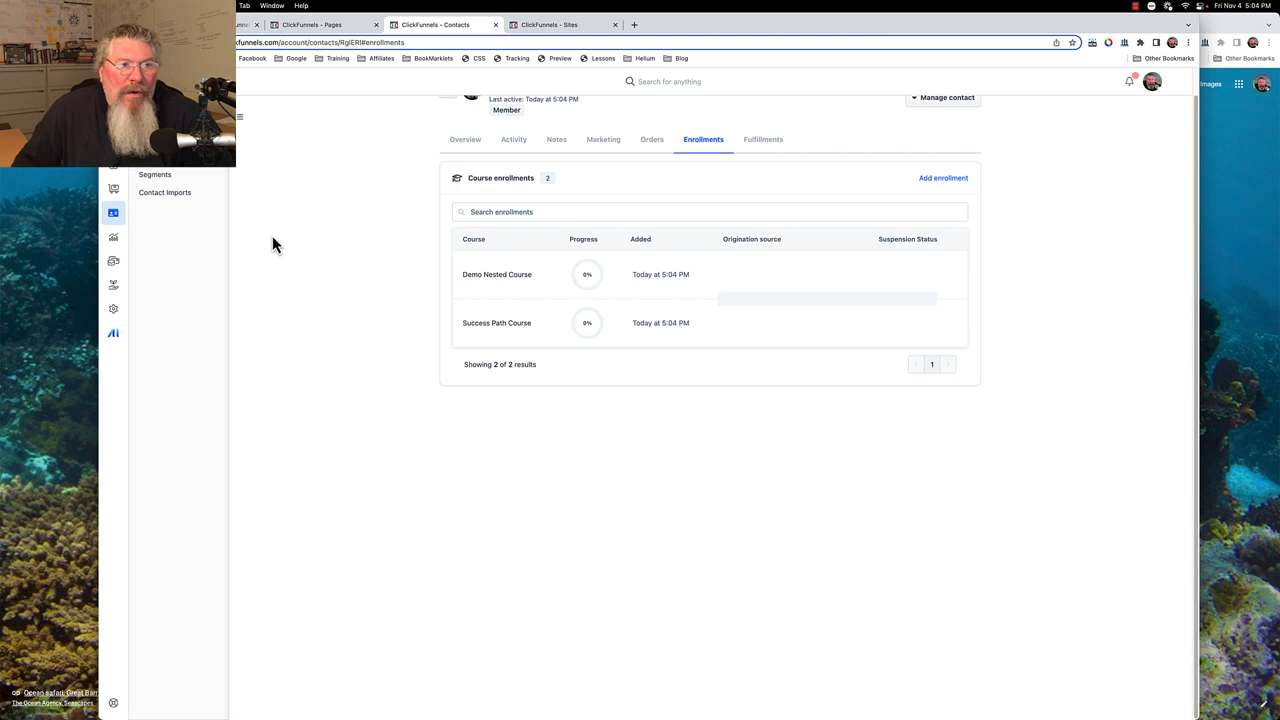 Tab Window Help
Fri Nov 4 5:04 PM
ClickFunnels - Pages
ClickFunnels - Contacts
ClickFunnels - Sites
kfunnels.com/account/contacts/RglERl#enrollments
Facebook Google Training Affiliates BookMarklets CSS Tracking Preview Lessons Helium Blog
Other Bookmarks
Other Bookmarks
Search for anything
Images
Last active: Today at 5:04 PM
Manage contact
Member
Overview Activity Notes Marketing Orders Enrollments Fulfillments
Segments
Contact Imports
Course enrollments 2
Add enrollment
Search enrollments
Course Progress Added Origination source Suspension Status
Demo Nested Course 0% Today at 5:04 PM
Success Path Course 0% Today at 5:04 PM
Showing 2 of 2 results
1
Ocean safari, Great Barr
The Ocean Agency, Seascapes